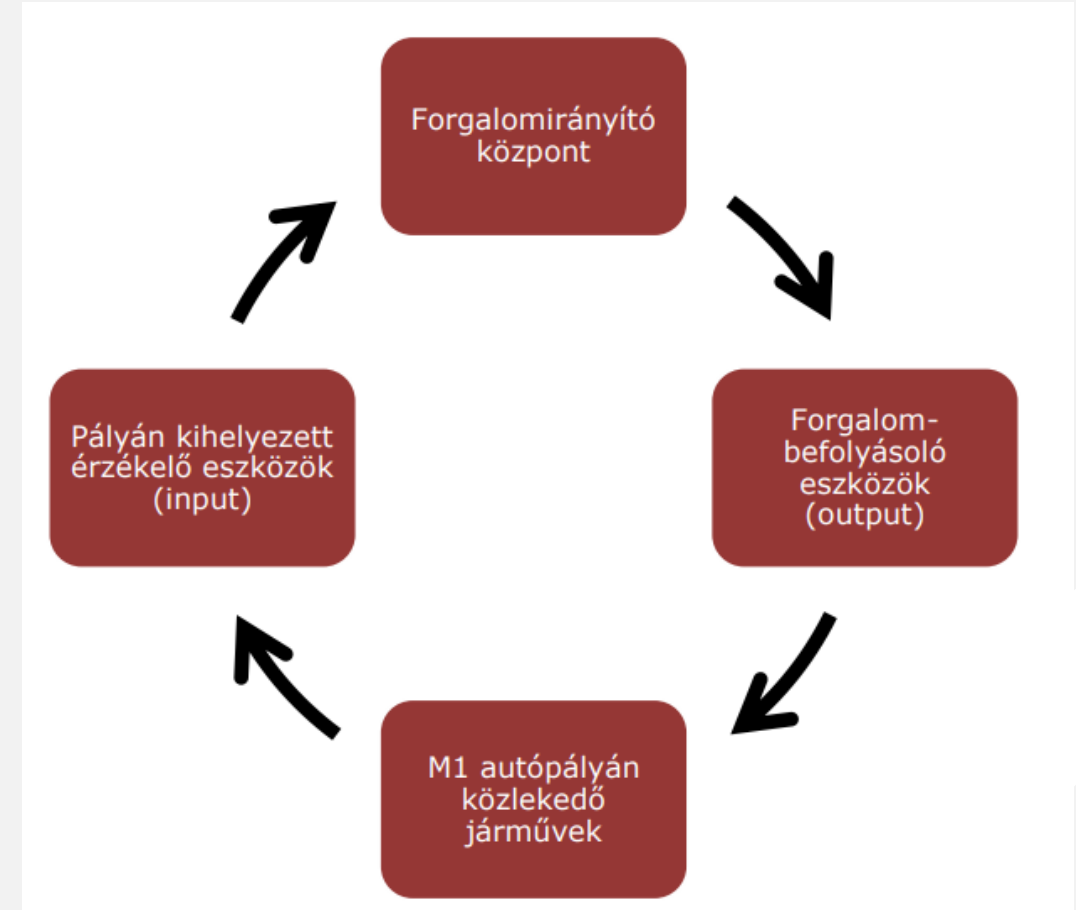 Forgalomirányító
központ
Pályán kihelyezett
érzékelő eszközök
(input)
Forgalom-
befolyásoló
eszközök
(output)
M1 autópályán
közlekedő
járművek